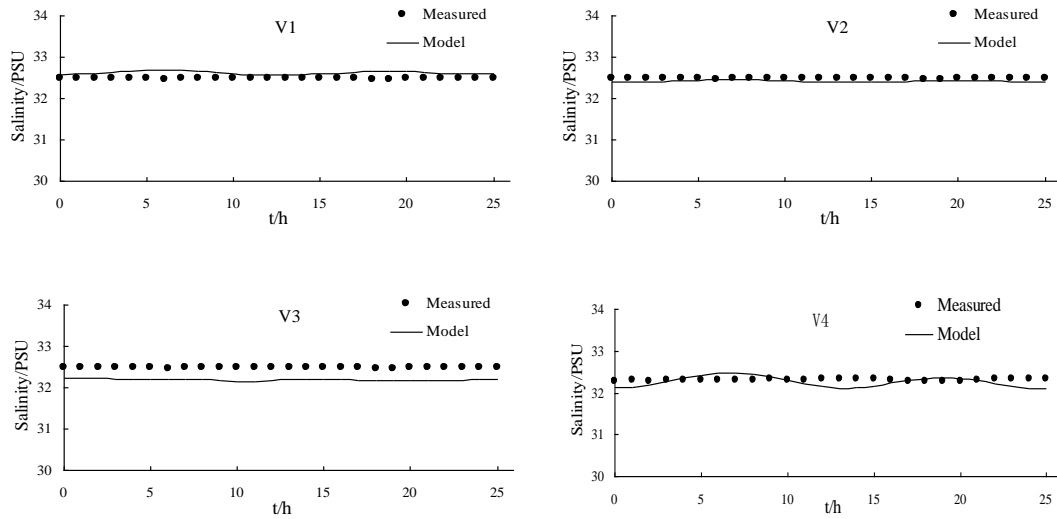 V1
Measured
Model
Salinity/PSU
34
33
32
31
30
0 5 10 15 20 25
t/h
V2
Measured
Model
Salinity/PSU
34
33
32
31
30
0 5 10 15 20 25
t/h
V3
Measured
Model
Salinity/PSU
34
33
32
31
30
0 5 10 15 20 25
t/h
V4
Measured
Model
Salinity/PSU
34
33
32
31
30
0 5 10 15 20 25
t/h